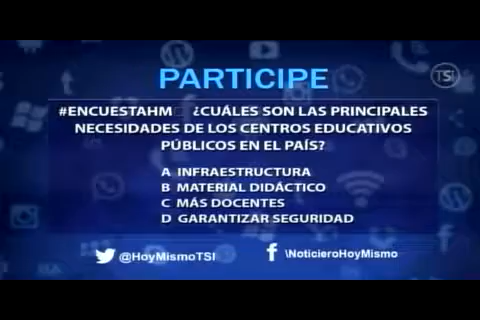 PARTICIPE
TSI
#ENCUESTAHM ¿CUÁLES SON LAS PRINCIPALES
NECESIDADES DE LOS CENTROS EDUCATIVOS
PÚBLICOS EN EL PAÍS?
A INFRAESTRUCTURA
B MATERIAL DIDÁCTICO
C MÁS DOCENTES
D GARANTIZAR SEGURIDAD
@HoyMismoTSI
\NoticieroHoyMismo